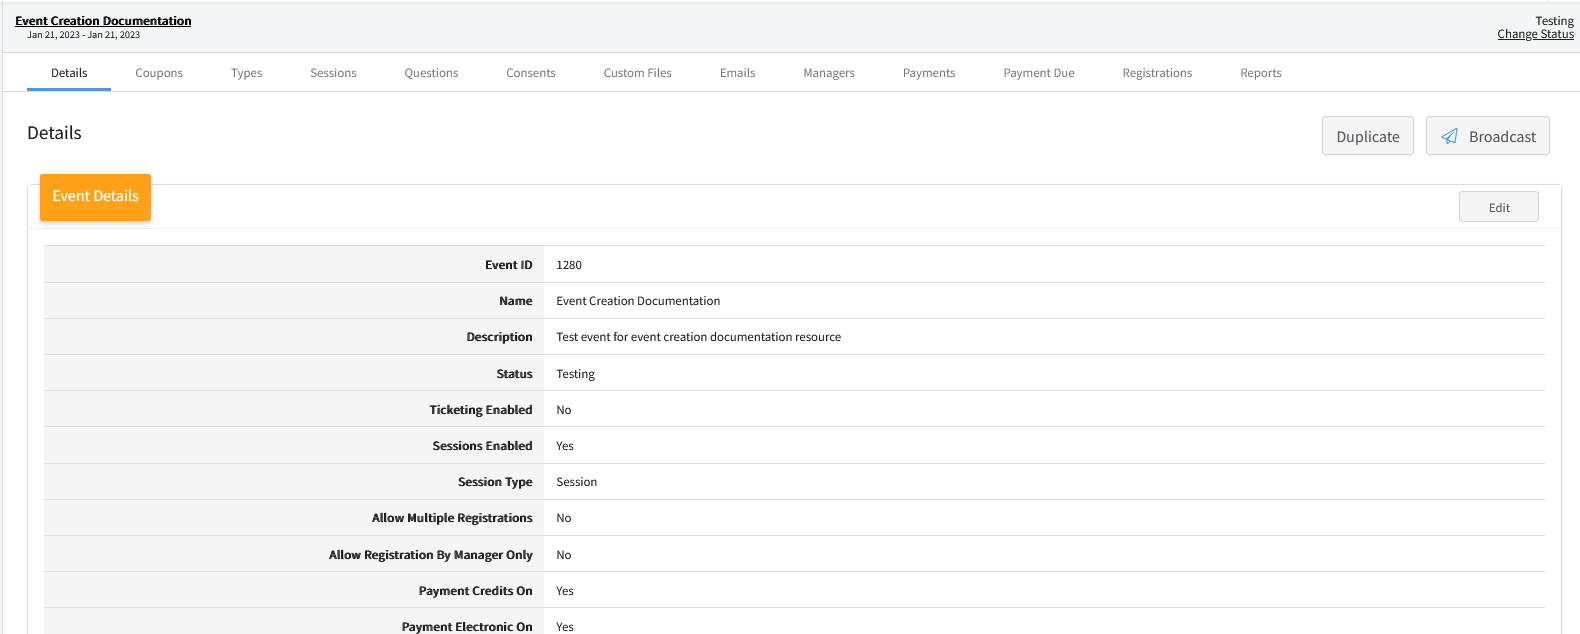 Event Creation Documentation
Jan 21, 2023 - Jan 21, 2023
Testing
Change Status
Details Coupons Types Sessions Questions Consents Custom Files Emails Managers Payments Payment Due Registrations Reports
Details
Duplicate Broadcast
Event Details
Edit
Event ID 1280
Name Event Creation Documentation
Description Test event for event creation documentation resource
Status Testing
Ticketing Enabled No
Sessions Enabled Yes
Session Type Session
Allow Multiple Registrations No
Allow Registration By Manager Only No
Payment Credits On Yes
Payment Electronic On Yes